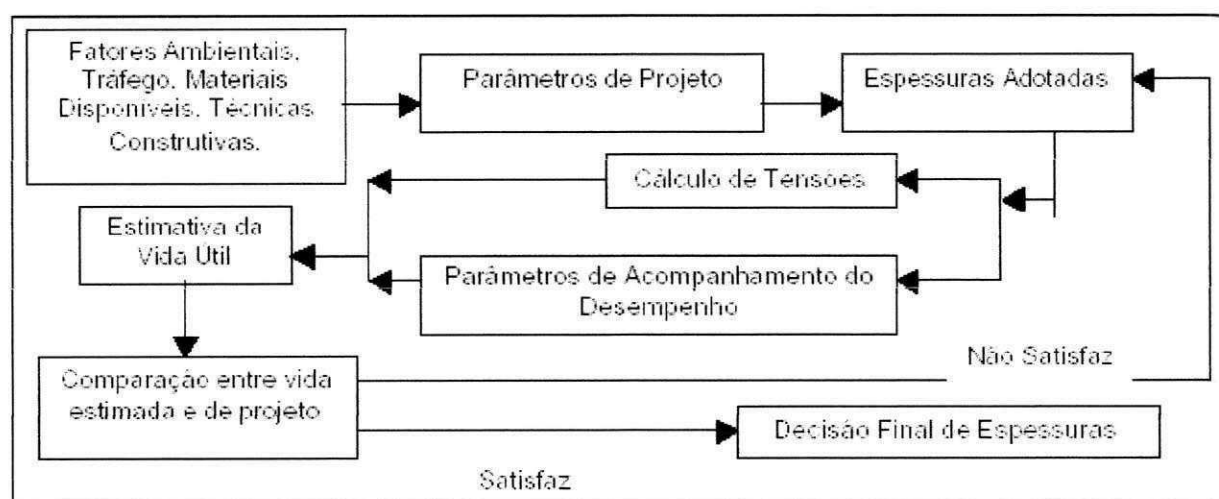 Fatores Ambientais,
Tráfego, Materiais
Disponíveis, Técnicas
Construtivas.
Parâmetros de Projeto
Espessuras Adotadas
Cálculo de Tensões
Estimativa da
Vida Útil
Parâmetros de Acompanhamento do
Desempenho
Não Satisfaz
Comparação entre vida
estimada e de projeto
Decisão Final de Espessuras
Satisfaz